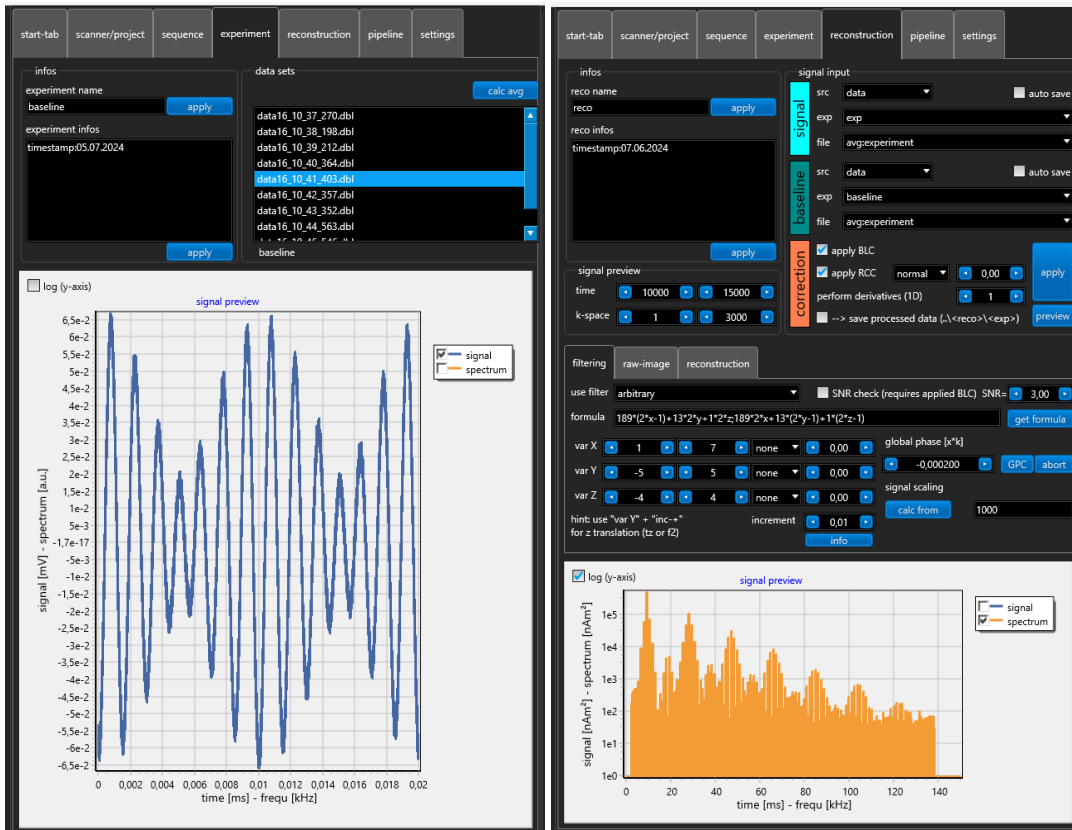 start-tab scanner/project sequence experiment reconstruction pipeline settings
infos
experiment name
baseline apply
experiment infos
timestamp:05.07.2024
apply
data sets
calc avg
data16_10_37_270.dbl
data16_10_38_198.dbl
data16_10_39_212.dbl
data16_10_40_364.dbl
data16_10_41_403.dbl
data16_10_42_357.dbl
data16_10_43_352.dbl
data16_10_44_563.dbl
baseline
log (y-axis)
signal preview
signal
spectrum
signal [mV] - spectrum [a.u.]
6,5e-2
6e-2
5,5e-2
5e-2
4,5e-2
4e-2
3,5e-2
3e-2
2,5e-2
2e-2
1,5e-2
1e-2
5e-3
-1,7e-17
-5e-3
-1e-2
-1,5e-2
-2e-2
-2,5e-2
-3e-2
-3,5e-2
-4e-2
-4,5e-2
-5e-2
-5,5e-2
-6e-2
-6,5e-2
0 0,002 0,004 0,006 0,008 0,01 0,012 0,014 0,016 0,018 0,02
time [ms] - frequ [kHz]
start-tab scanner/project sequence experiment reconstruction pipeline settings
infos
reco name
reco apply
reco infos
timestamp:07.06.2024
apply
signal preview
time 10000 15000
k-space 1 3000
signal input
signal
src data auto save
exp exp
file avg:experiment
baseline
src data auto save
exp baseline
file avg:experiment
correction
apply BLC
apply RCC normal 0,00 apply
perform derivatives (1D) 1
--> save processed data (..\<reco>\<exp>) preview
filtering raw-image reconstruction
use filter arbitrary SNR check (requires applied BLC) SNR= 3,00
formula 189*(2*x-1)+13*2*y+1*2*z;189*2*x+13*(2*y-1)+1*(2*z-1) get formula
var X 1 7 none 0,00
var Y -5 5 none 0,00
var Z -4 4 none 0,00
global phase [x*k]
-0,000200 GPC abort
signal scaling
calc from 1000
hint: use "var Y" + "inc-+"
for z translation (tz or f2)
increment 0,01
info
log (y-axis)
signal preview
signal
spectrum
signal [nAm²] - spectrum [nAm²]
1e5
1e4
1e3
1e2
1e1
1e0
0 20 40 60 80 100 120 140
time [ms] - frequ [kHz]